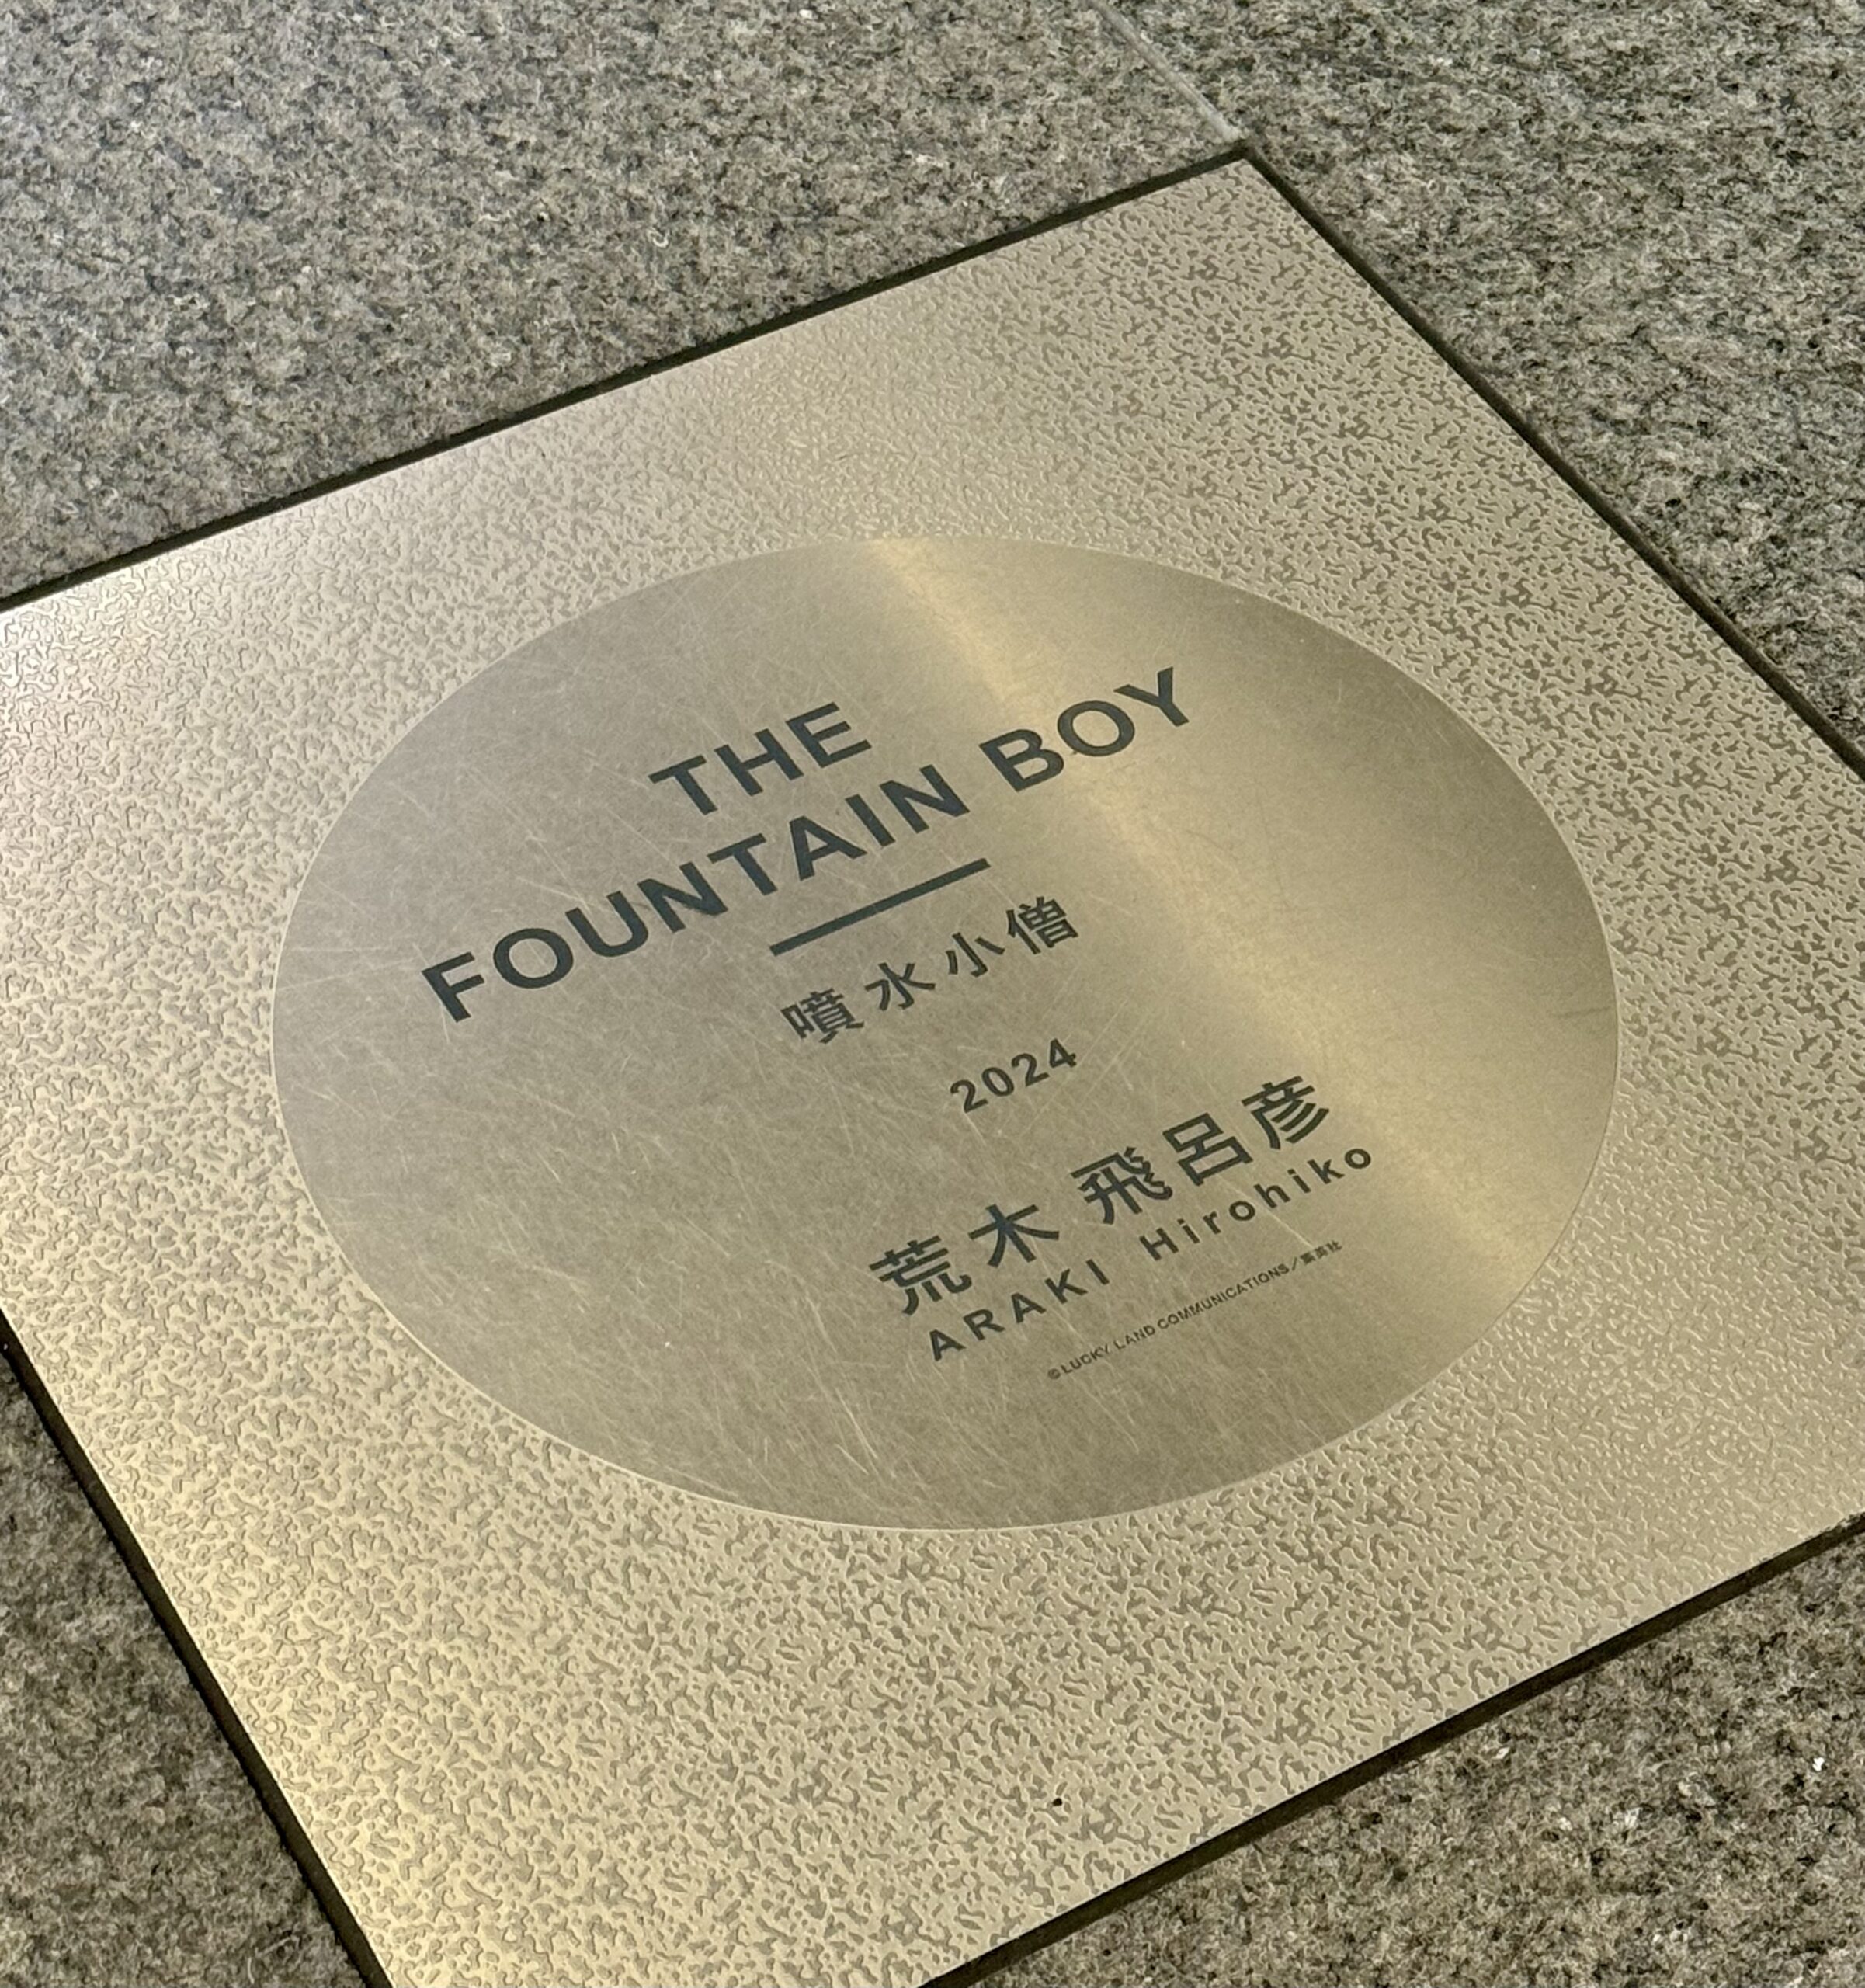 THE
FOUNTAIN BOY
噴水小僧
2024
荒木 飛呂彦
ARAKI Hirohiko
©LUCKY LAND COMMUNICATIONS／集英社